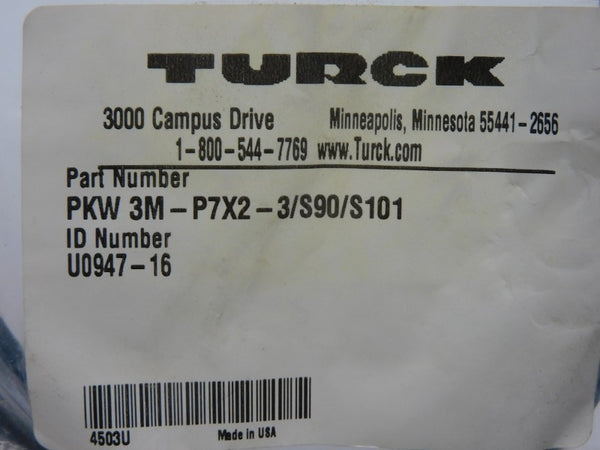 TURCK
3000 Campus Drive Minneapolis, Minnesota 55441-2656
1-800-544-7769 www.Turck.com
Part Number
PKW 3M-P7X2-3/S90/S101
ID Number
U0947-16
4503U Made in USA